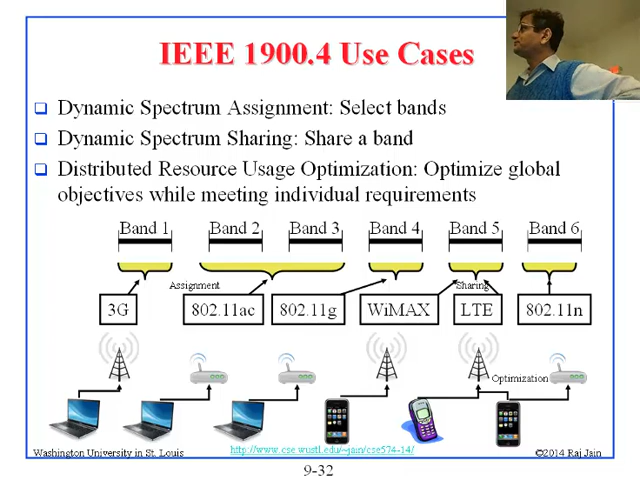 IEEE 1900.4 Use Cases
Dynamic Spectrum Assignment: Select bands
Dynamic Spectrum Sharing: Share a band
Distributed Resource Usage Optimization: Optimize global
objectives while meeting individual requirements
Band 1 Band 2 Band 3 Band 4 Band 5 Band 6
Assignment Sharing
3G 802.11ac 802.11g WiMAX LTE 802.11n
Optimization
Washington University in St. Louis http://www.cse.wustl.edu/~jain/cse574-14/ ©2014 Raj Jain
9-32